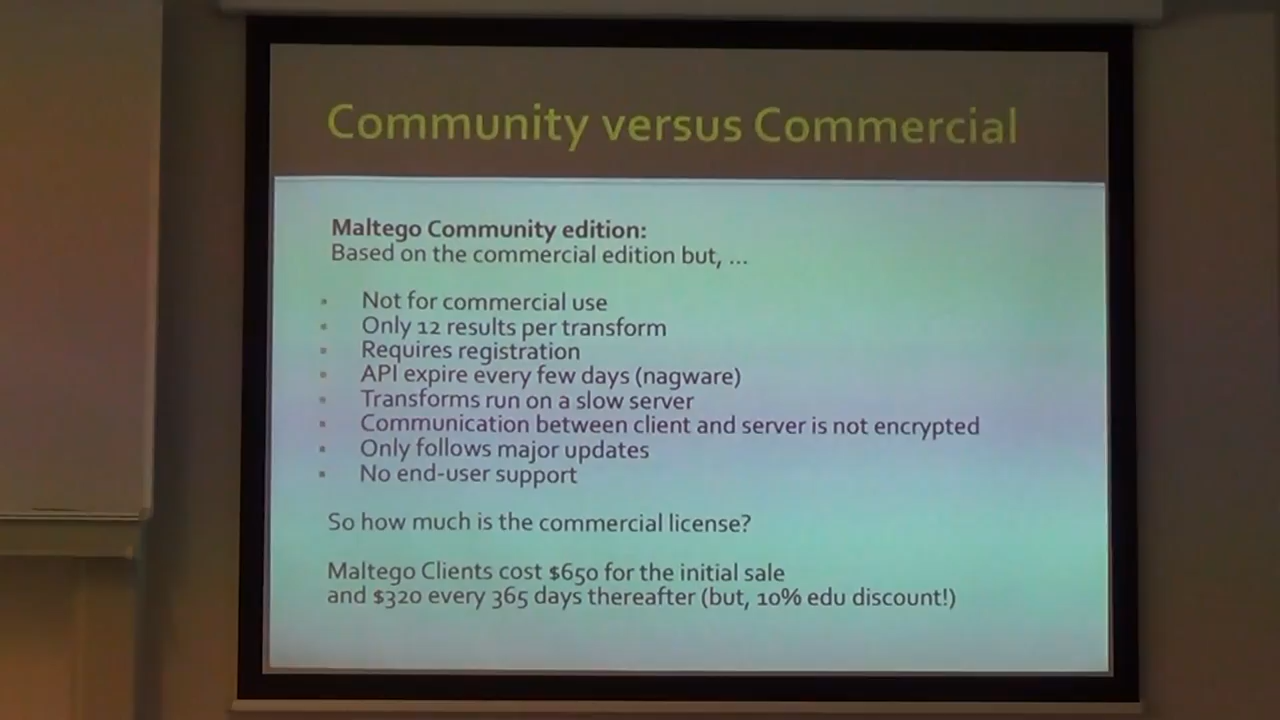 Community versus Commercial
Maltego Community edition:
Based on the commercial edition but, ...
Not for commercial use
Only 12 results per transform
Requires registration
API expire every few days (nagware)
Transforms run on a slow server
Communication between client and server is not encrypted
Only follows major updates
No end-user support
So how much is the commercial license?
Maltego Clients cost $650 for the initial sale
and $320 every 365 days thereafter (but, 10% edu discount!)